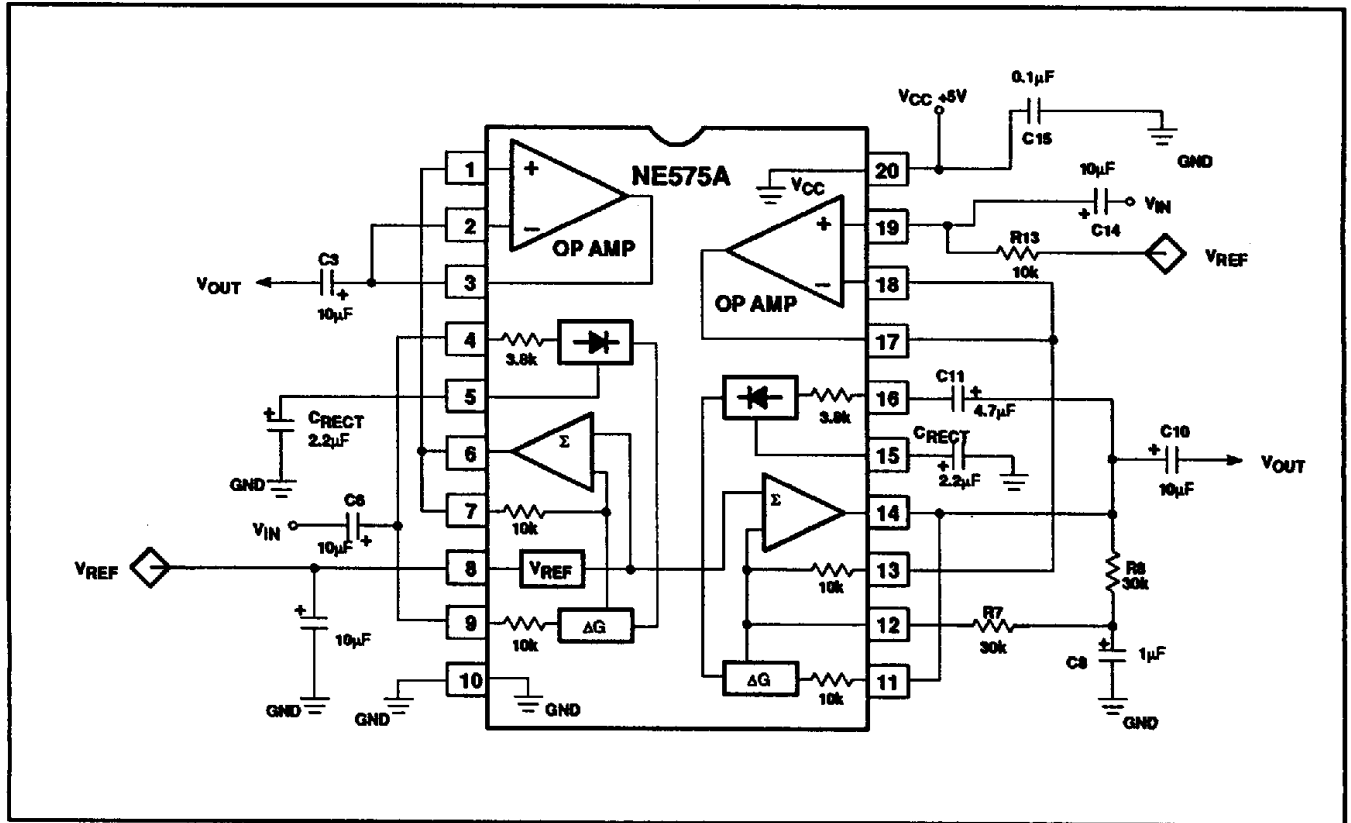 NE575A
1
2
3
4
5
6
7
8
9
10
20
19
18
17
16
15
14
13
12
11
+
−
OP AMP
VOUT
C3
+
10µF
3.8k
+
CRECT
2.2µF
GND
Σ
10k
VIN
C6
10µF
+
VREF
VREF
+
10µF
GND
10k
ΔG
GND
GND
VCC +5V
0.1µF
C15
GND
VCC
10µF
+
C14
VIN
+
−
OP AMP
R13
10k
VREF
3.8k
C11
+
4.7µF
CRECT
+
2.2µF
+
C10
10µF
VOUT
Σ
10k
R8
30k
R7
30k
+
C8
1µF
GND
ΔG
10k